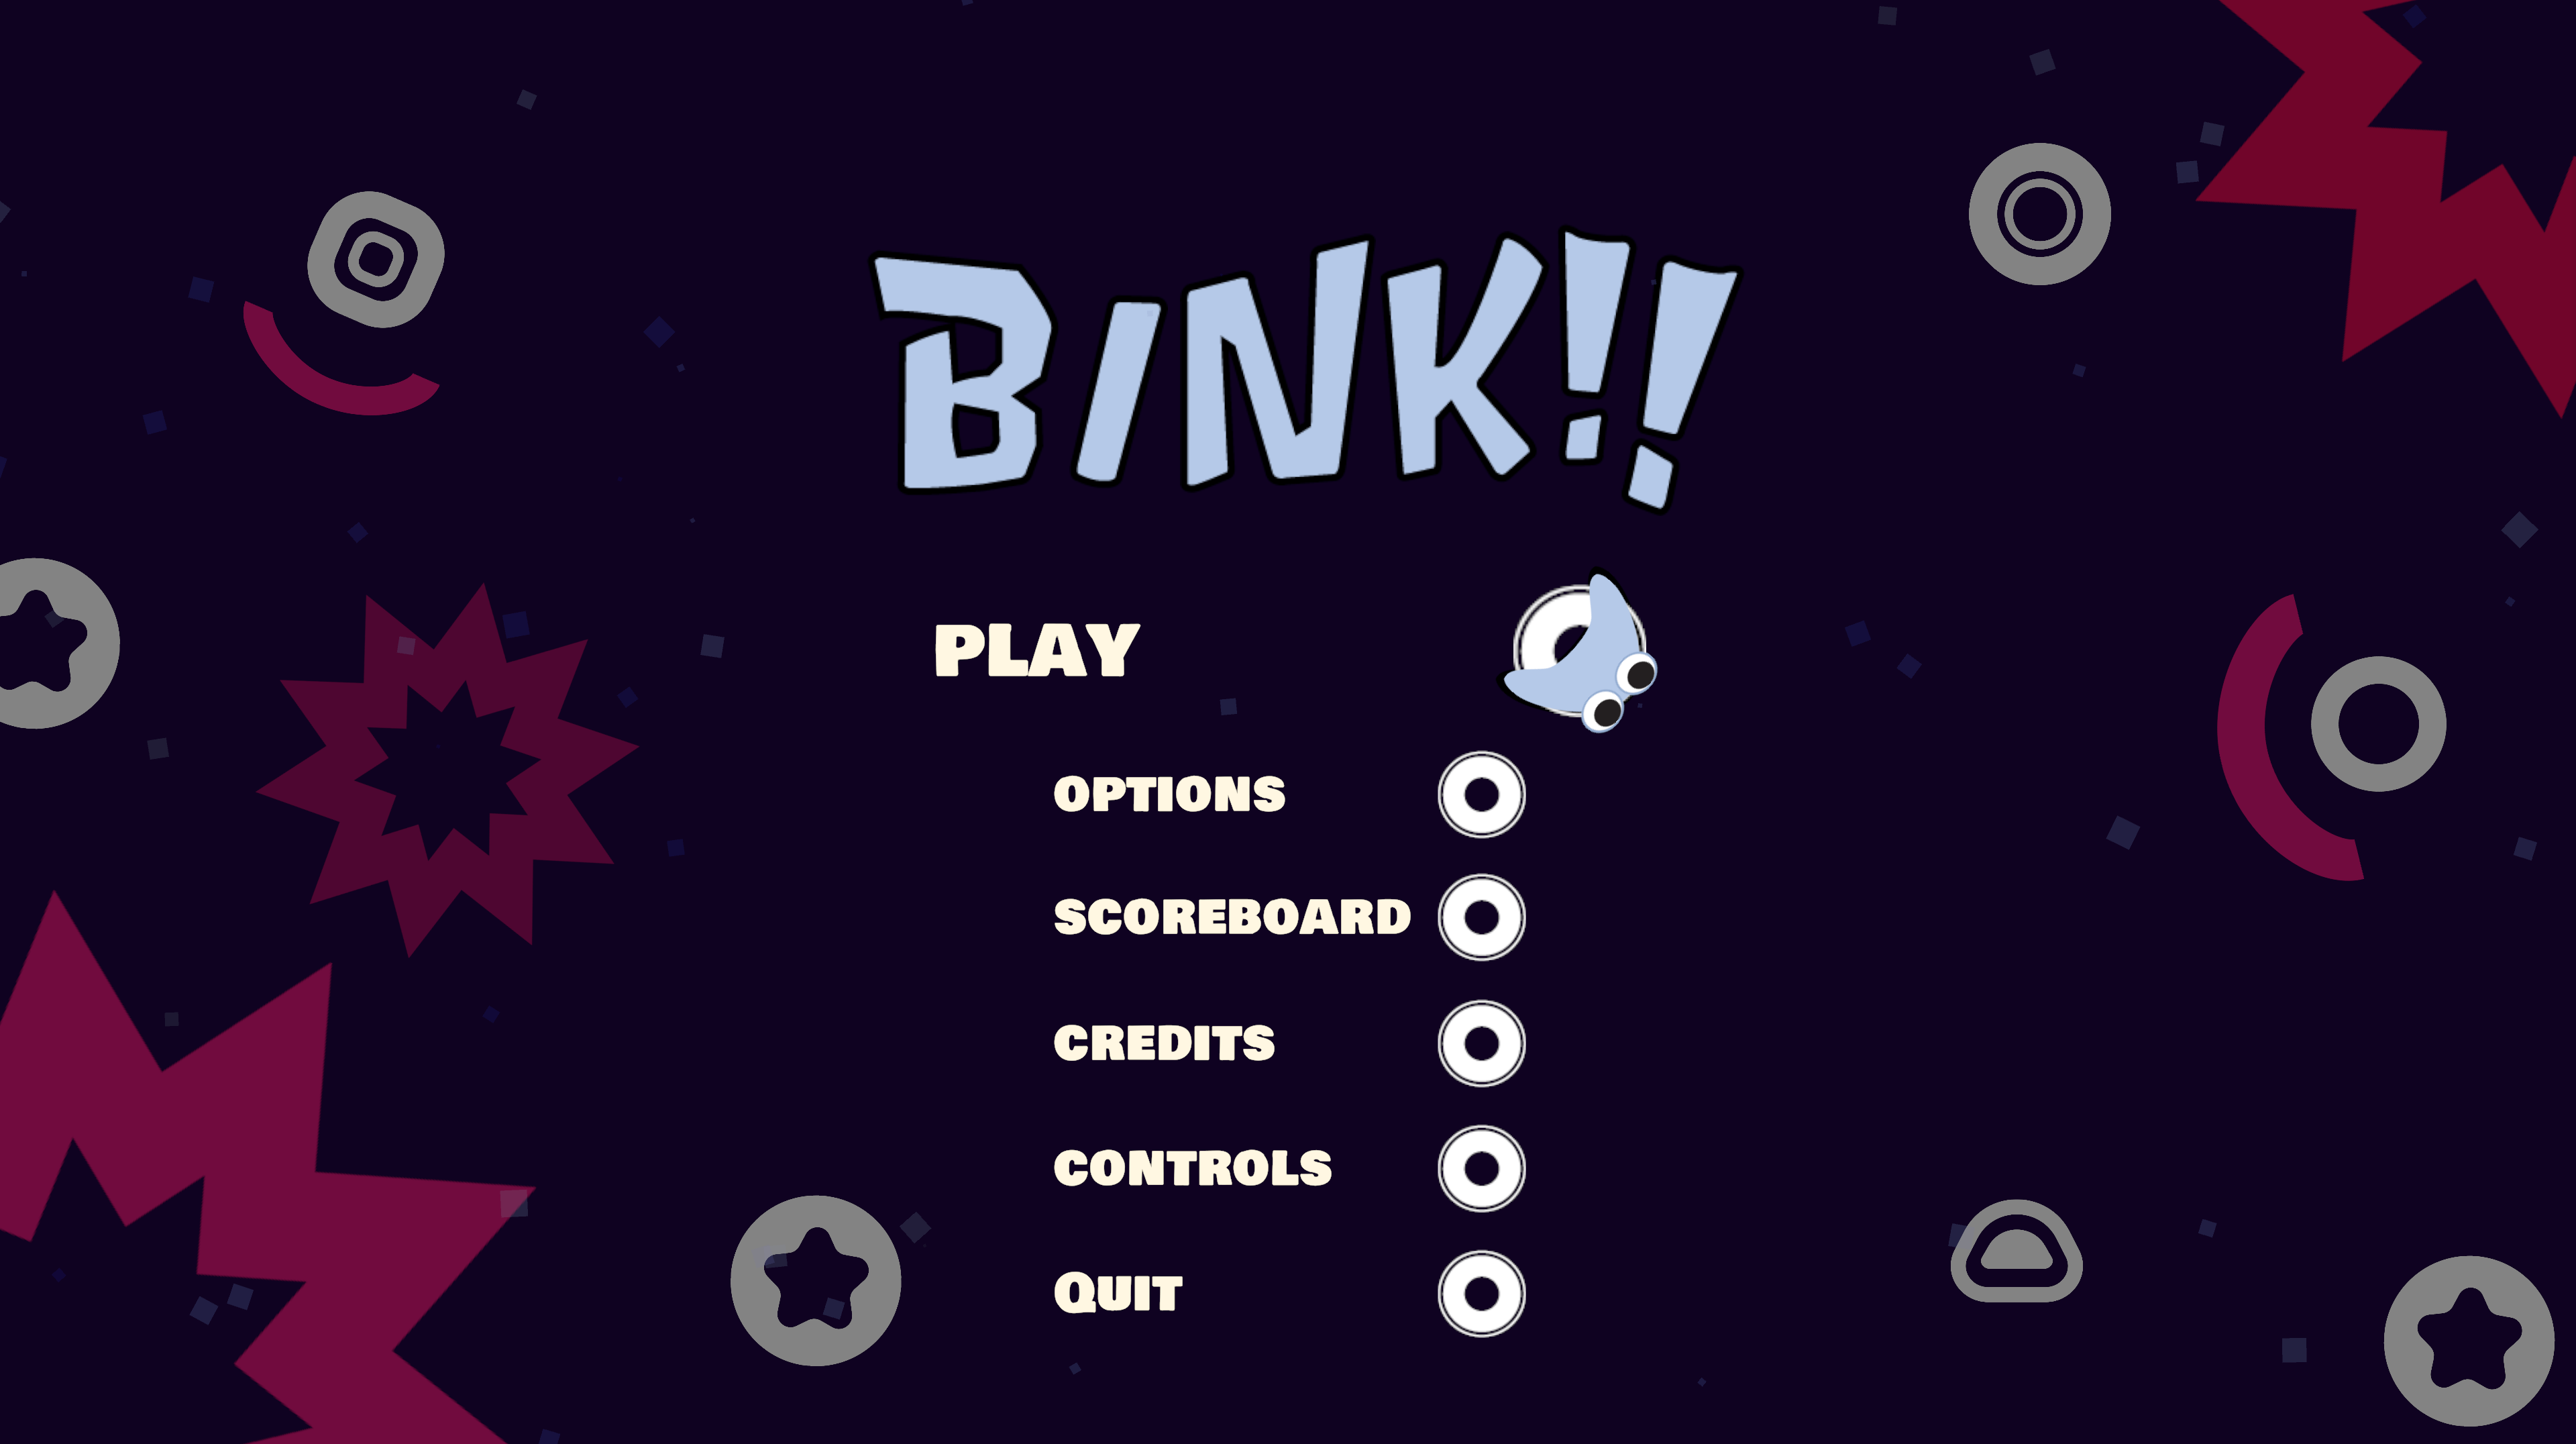 BINK!!
PLAY
OPTIONS
SCOREBOARD
CREDITS
CONTROLS
QUIT